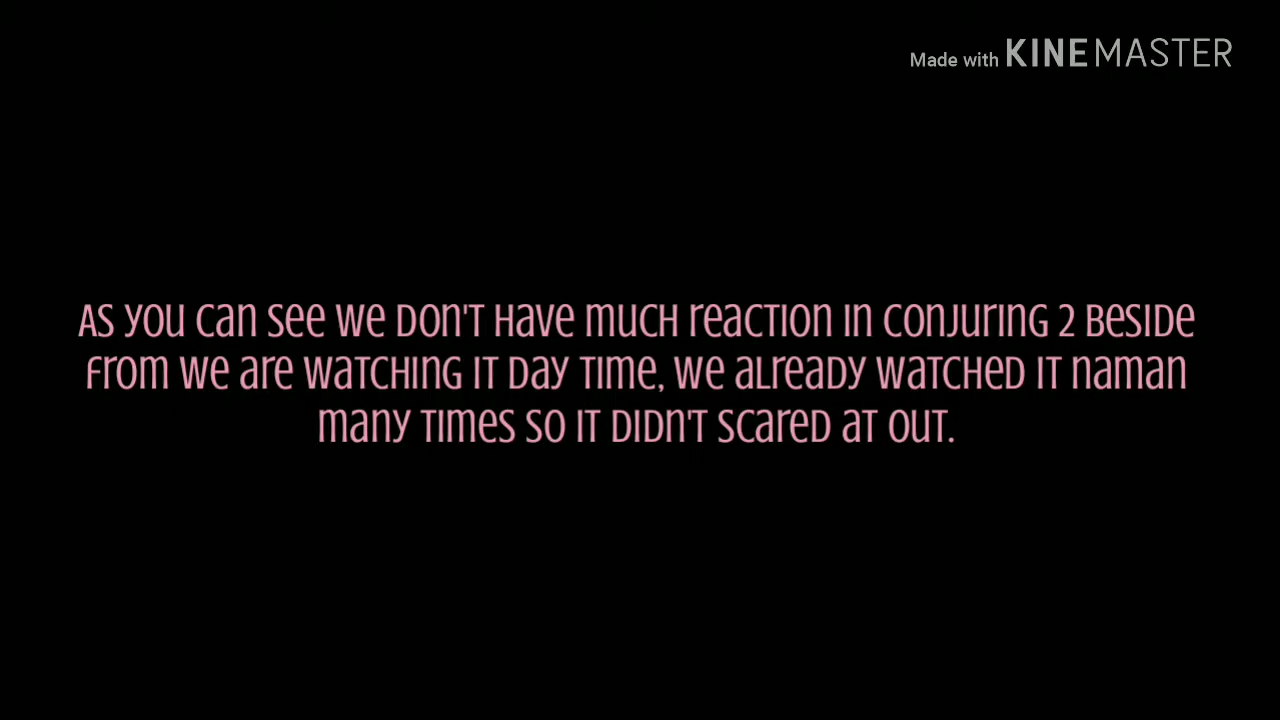 Made with KINEMASTER
As you can see we don't have much reaction in conjuring 2 beside
from we are watching it day time, we already watched it naman
many times so it didn't scared at out.